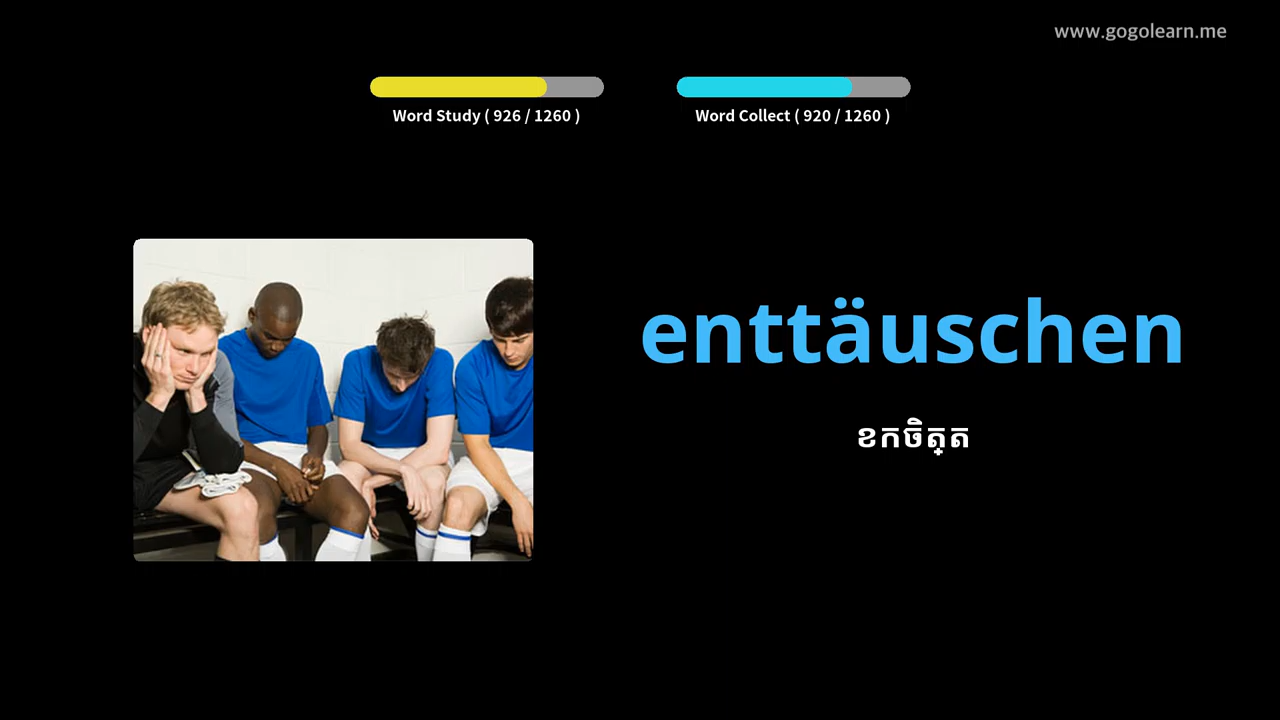 www.gogolearn.me
Word Study ( 926 / 1260 )
Word Collect ( 920 / 1260 )
enttäuschen
ខកចិត្ត